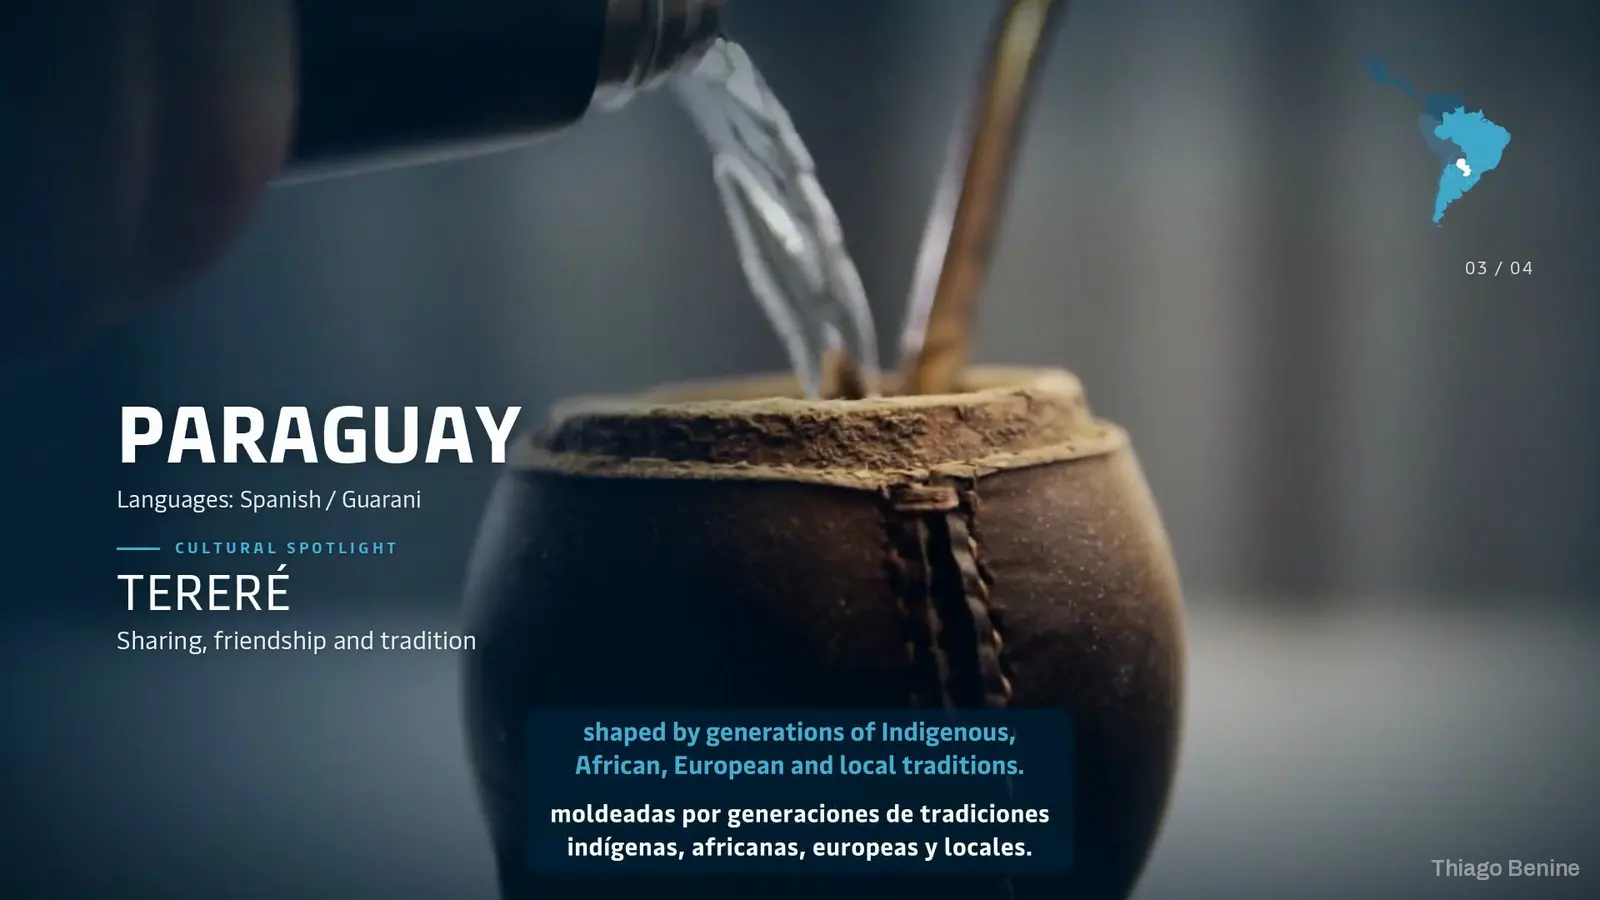 03 / 04
PARAGUAY
Languages: Spanish / Guarani
CULTURAL SPOTLIGHT
TERERÉ
Sharing, friendship and tradition
shaped by generations of Indigenous,
African, European and local traditions.
moldeadas por generaciones de tradiciones
indígenas, africanas, europeas y locales.
Thiago Benine